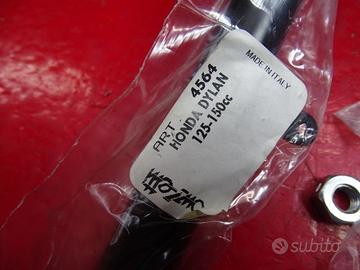 MADE IN ITALY
ART 4564
HONDA DYLAN
125-150cc
subito